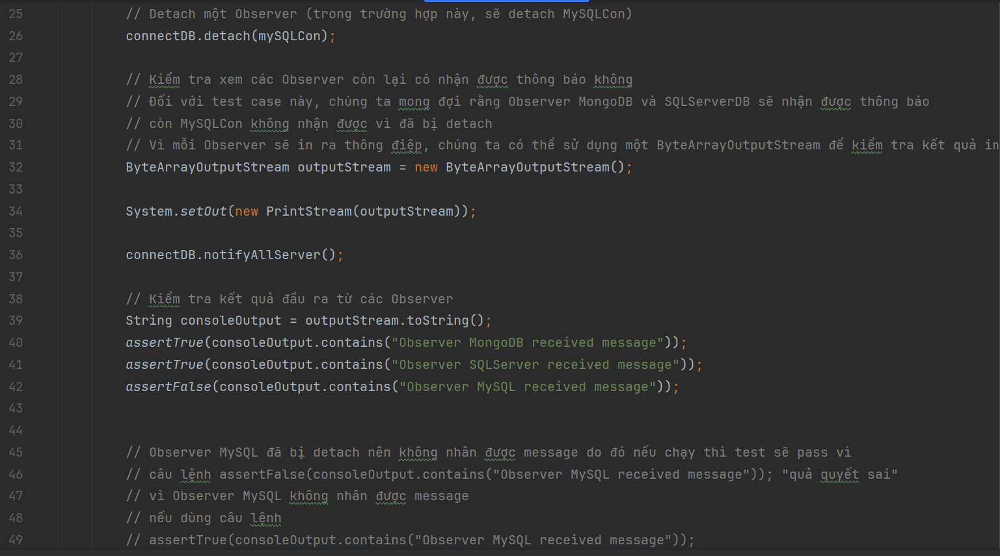 25 // Detach một Observer (trong trường hợp này, sẽ detach MySQLCon)
26 connectDB.detach(mySQLCon);
27
28 // Kiểm tra xem các Observer còn lại có nhận được thông báo không
29 // Đối với test case này, chúng ta mong đợi rằng Observer MongoDB và SQLServerDB sẽ nhận được thông báo
30 // còn MySQLCon không nhận được vì đã bị detach
31 // Vì mỗi Observer sẽ in ra thông điệp, chúng ta có thể sử dụng một ByteArrayOutputStream để kiểm tra kết quả in
32 ByteArrayOutputStream outputStream = new ByteArrayOutputStream();
33
34 System.setOut(new PrintStream(outputStream));
35
36 connectDB.notifyAllServer();
37
38 // Kiểm tra kết quả đầu ra từ các Observer
39 String consoleOutput = outputStream.toString();
40 assertTrue(consoleOutput.contains("Observer MongoDB received message"));
41 assertTrue(consoleOutput.contains("Observer SQLServer received message"));
42 assertFalse(consoleOutput.contains("Observer MySQL received message"));
43
44
45 // Observer MySQL đã bị detach nên không nhân được message do đó nếu chạy thì test sẽ pass vì
46 // câu lệnh assertFalse(consoleOutput.contains("Observer MySQL received message")); "quả quyết sai"
47 // vì Observer MySQL không nhân được message
48 // nếu dùng câu lệnh
49 // assertTrue(consoleOutput.contains("Observer MySQL received message"));